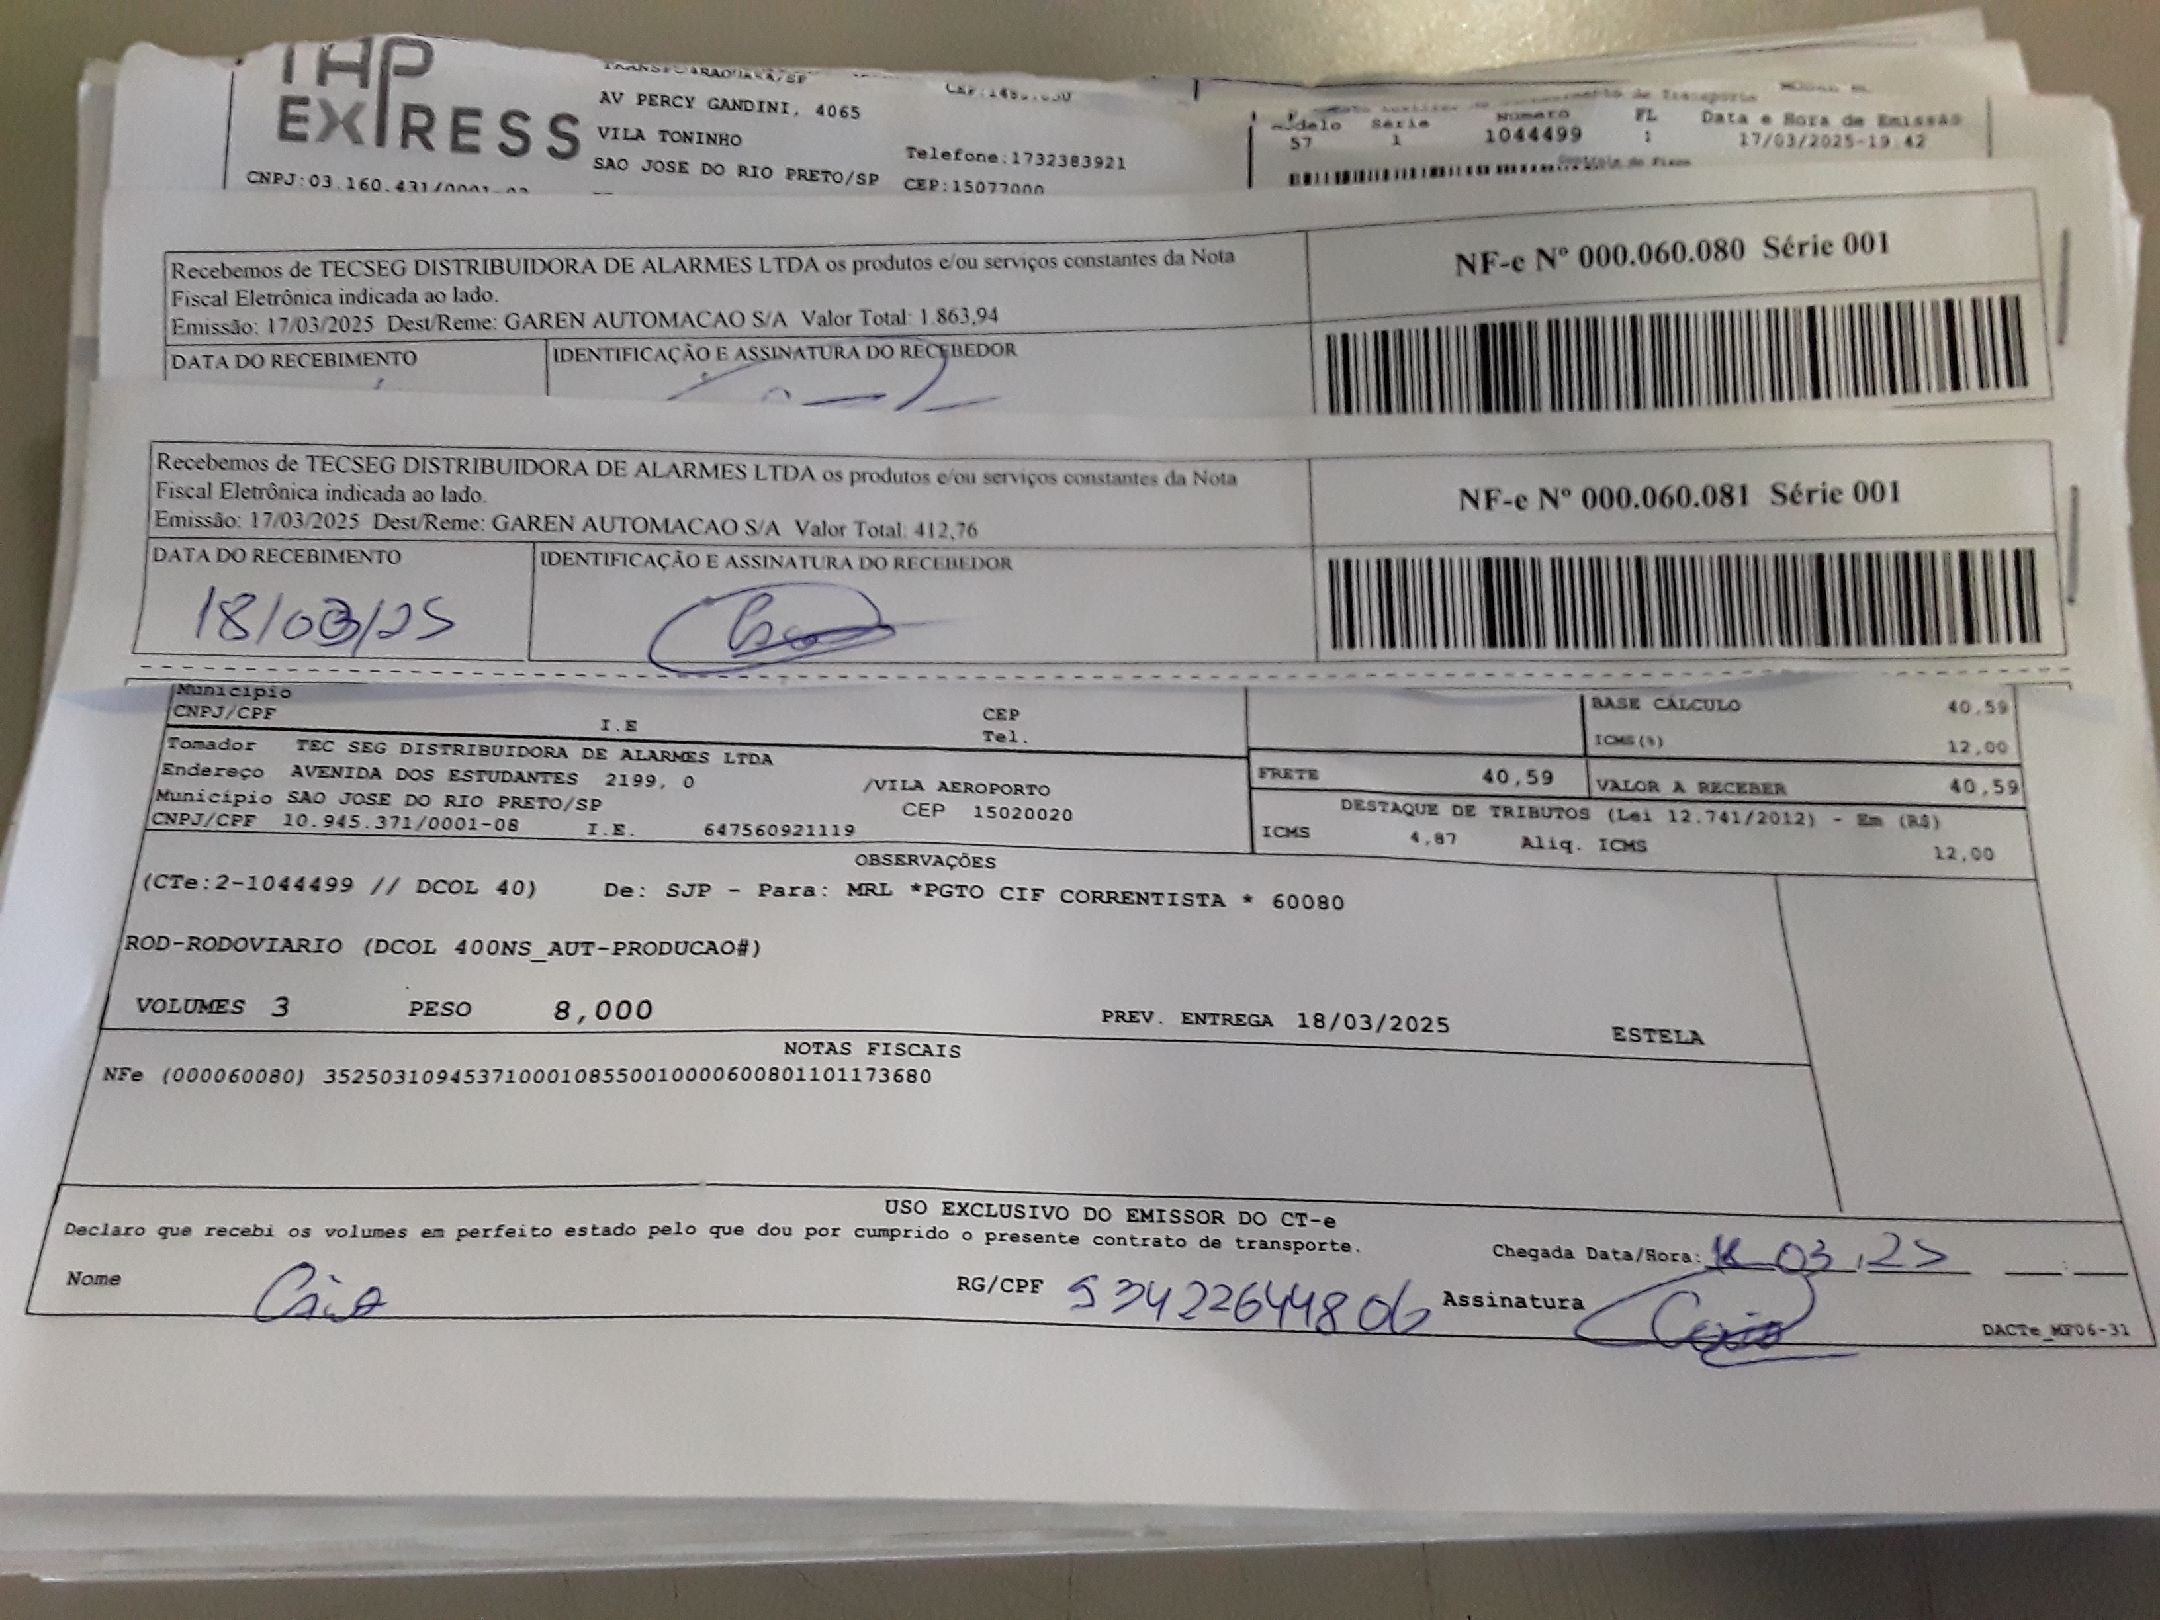 THP
EXPRESS
AV PERCY GANDINI, 4065
VILA TONINHO
SAO JOSE DO RIO PRETO/SP
Telefone:1732383921
CEP:15077000
CNPJ:03.160.431/0001-
Modelo Série Número FL Data e Hora de Emissão
57 1 1044499 1 17/03/2025-19:42
Controle do Fisco
Recebemos de TECSEG DISTRIBUIDORA DE ALARMES LTDA os produtos e/ou serviços constantes da Nota
Fiscal Eletrônica indicada ao lado.
Emissão: 17/03/2025 Dest/Reme: GAREN AUTOMACAO S/A Valor Total: 1.863,94
NF-e Nº 000.060.080 Série 001
DATA DO RECEBIMENTO IDENTIFICAÇÃO E ASSINATURA DO RECEBEDOR
Recebemos de TECSEG DISTRIBUIDORA DE ALARMES LTDA os produtos e/ou serviços constantes da Nota
Fiscal Eletrônica indicada ao lado.
Emissão: 17/03/2025 Dest/Reme: GAREN AUTOMACAO S/A Valor Total: 412,76
NF-e Nº 000.060.081 Série 001
DATA DO RECEBIMENTO IDENTIFICAÇÃO E ASSINATURA DO RECEBEDOR
18/03/25
Município
CNPJ/CPF I.E CEP
Tel.
BASE CÁLCULO 40,59
ICMS(%) 12,00
FRETE 40,59 VALOR A RECEBER 40,59
Tomador TEC SEG DISTRIBUIDORA DE ALARMES LTDA
Endereço AVENIDA DOS ESTUDANTES 2199, 0 /VILA AEROPORTO
Município SAO JOSE DO RIO PRETO/SP CEP 15020020
CNPJ/CPF 10.945.371/0001-08 I.E. 647560921119
DESTAQUE DE TRIBUTOS (Lei 12.741/2012) - Em (R$)
ICMS 4,87 Aliq. ICMS 12,00
OBSERVAÇÕES
(CTe:2-1044499 // DCOL 40) De: SJP - Para: MRL *PGTO CIF CORRENTISTA * 60080
ROD-RODOVIARIO (DCOL 400NS_AUT-PRODUCAO#)
VOLUMES 3 PESO 8,000 PREV. ENTREGA 18/03/2025 ESTELA
NOTAS FISCAIS
NFe (000060080) 35250310945371000108550010000600801101173680
USO EXCLUSIVO DO EMISSOR DO CT-e
Declaro que recebi os volumes em perfeito estado pelo que dou por cumprido o presente contrato de transporte.
Chegada Data/Hora: 18 03 25
Nome Caio RG/CPF 53422644806 Assinatura Caio
DACTe_MF06-31